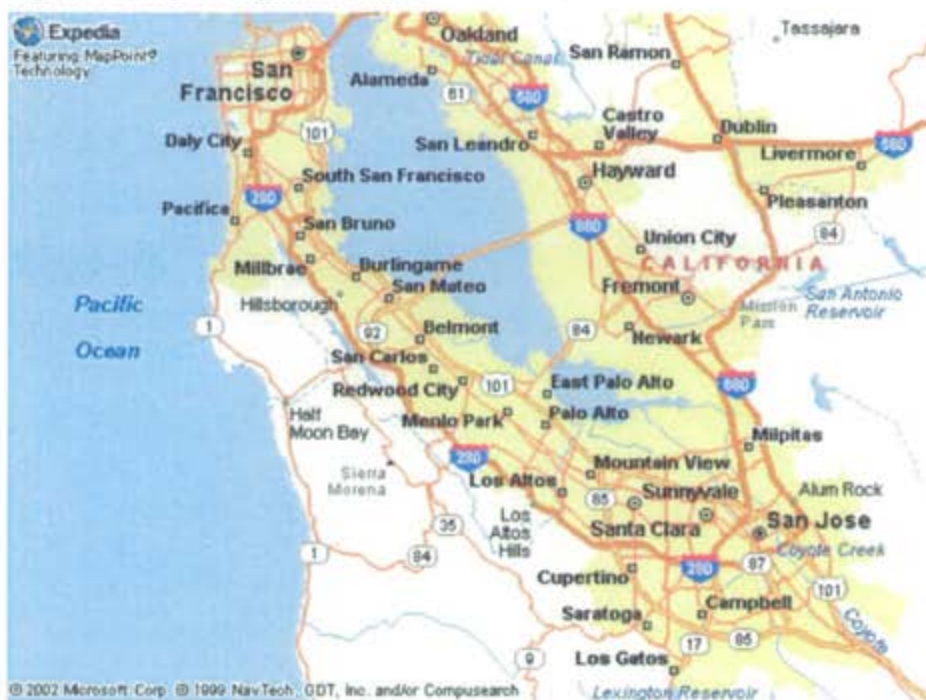 Expedia
Featuring MapPoint®
Technology
San
Francisco
Oakland
Tidal Canal
San Ramon
Tassajara
Alameda
61
580
Daly City
101
San Leandro
Castro
Valley
Dublin
580
Livermore
South San Francisco
280
Hayward
Pacifica
San Bruno
880
Pleasanton
84
Union City
Millbrae
Burlingame
CALIFORNIA
San Mateo
Hillsborough
Fremont
San Antonio
Reservoir
Mission
Pass
Pacific
Ocean
1
92
Belmont
84
Newark
San Carlos
Redwood City
101
East Palo Alto
680
Half
Moon Bay
Menlo Park
Palo Alto
Milpitas
280
Sierra
Morena
Mountain View
Los Altos
85
Sunnyvale
Alum Rock
Los
Altos
Hills
Santa Clara
San Jose
35
Coyote Creek
1
84
Cupertino
280
87
101
Saratoga
Campbell
Coyote
17
85
9
Los Gatos
Lexington Reservoir
© 2002 Microsoft Corp. © 1999 NavTech, GDT, Inc. and/or Compusearch